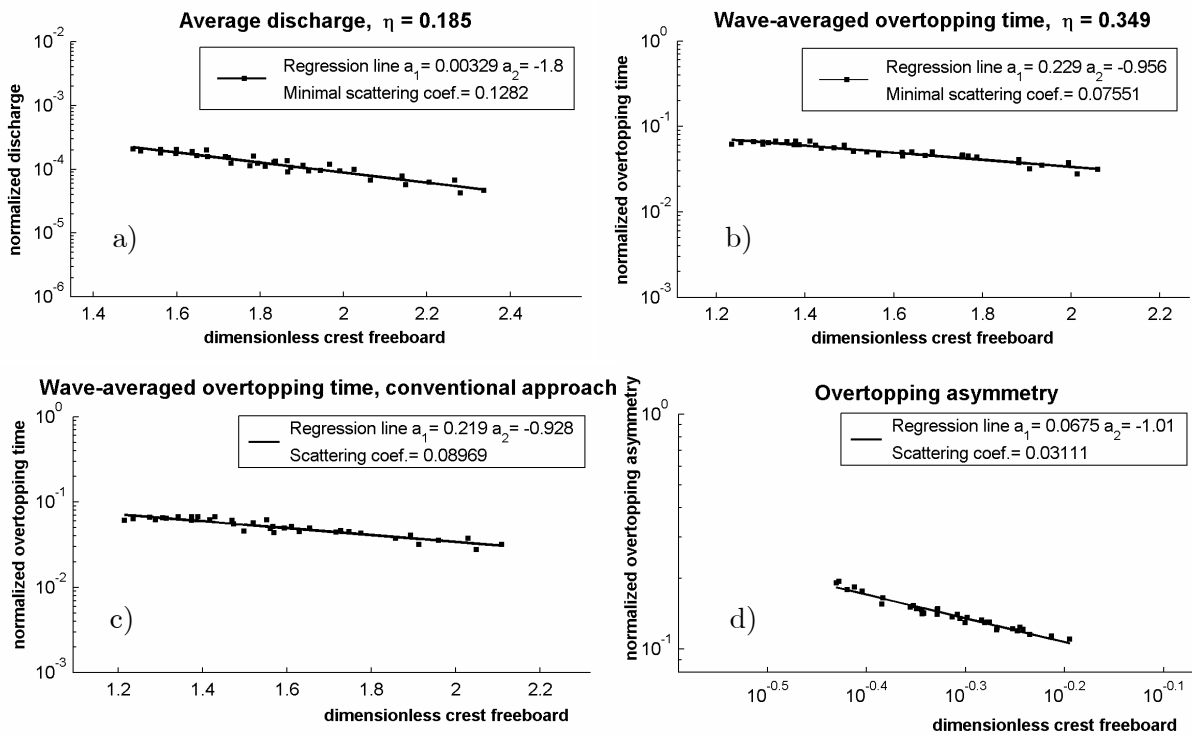 Average discharge, η = 0.185
10^-2
10^-3
10^-4
10^-5
10^-6
normalized discharge
Regression line a_1= 0.00329 a_2= -1.8
Minimal scattering coef.= 0.1282
a)
1.4 1.6 1.8 2 2.2 2.4
dimensionless crest freeboard
Wave-averaged overtopping time, η = 0.349
10^0
10^-1
10^-2
10^-3
normalized overtopping time
Regression line a_1= 0.229 a_2= -0.956
Minimal scattering coef.= 0.07551
b)
1.2 1.4 1.6 1.8 2 2.2
dimensionless crest freeboard
Wave-averaged overtopping time, conventional approach
10^0
10^-1
10^-2
10^-3
normalized overtopping time
Regression line a_1= 0.219 a_2= -0.928
Scattering coef.= 0.08969
c)
1.2 1.4 1.6 1.8 2 2.2
dimensionless crest freeboard
Overtopping asymmetry
10^0
10^-1
normalized overtopping asymmetry
Regression line a_1= 0.0675 a_2= -1.01
Scattering coef.= 0.03111
d)
10^-0.5 10^-0.4 10^-0.3 10^-0.2 10^-0.1
dimensionless crest freeboard